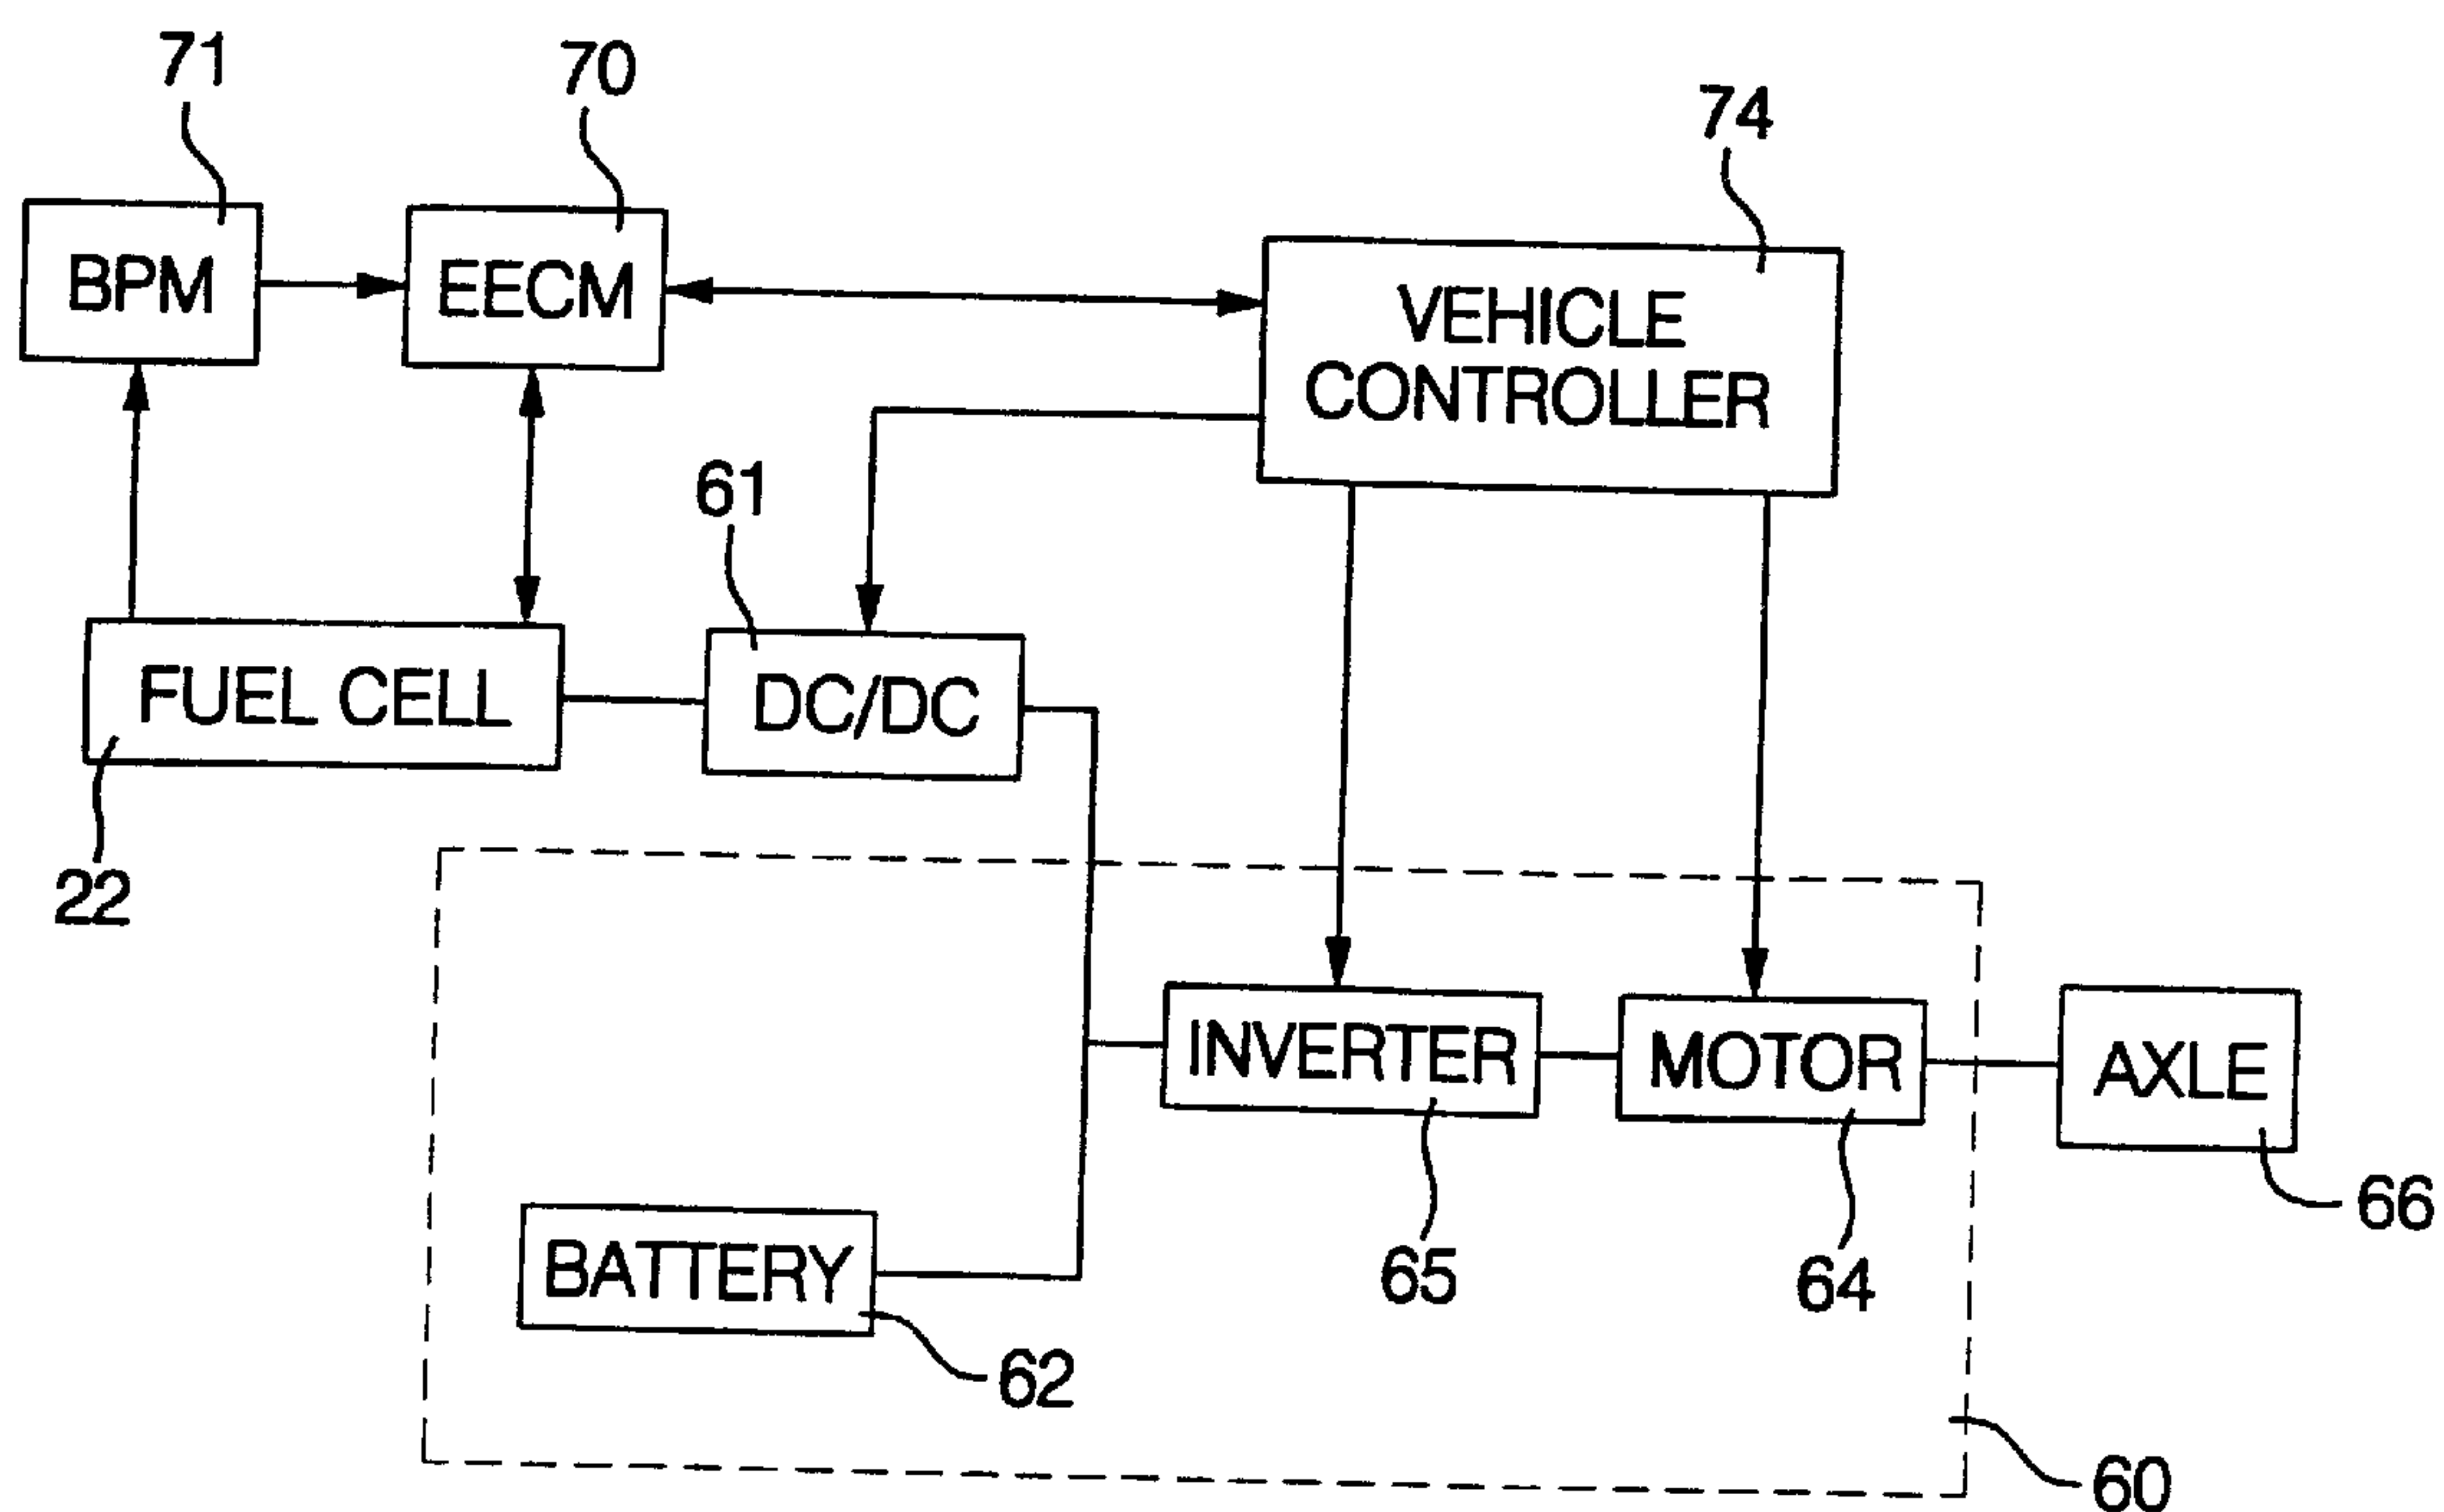 71
70
74
BPM
EECM
VEHICLE
CONTROLLER
61
FUEL CELL
DC/DC
22
INVERTER
MOTOR
AXLE
66
BATTERY
65
64
62
60